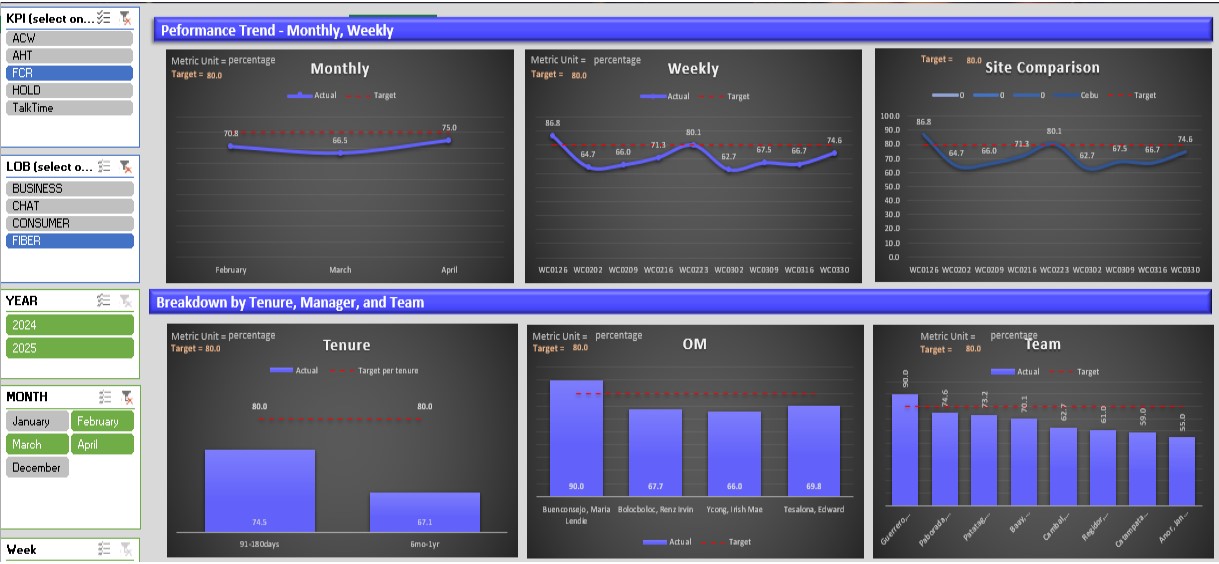 KPI (select on...
ACW
AHT
FCR
HOLD
TalkTime
LOB (select o...
BUSINESS
CHAT
CONSUMER
FIBER
YEAR
2024
2025
MONTH
January
February
March
April
December
Week
Peformance Trend - Monthly, Weekly
Metric Unit = percentage
Target = 80.0
Monthly
Actual
Target
70.8
66.5
75.0
February
March
April
Metric Unit = percentage
Target = 80.0
Weekly
Actual
Target
86.8
64.7
66.0
71.3
80.1
62.7
67.5
66.7
74.6
WC0126
WC0202
WC0209
WC0216
WC0223
WC0302
WC0309
WC0316
WC0330
Target = 80.0
Site Comparison
0
0
0
Cebu
Target
100.0
90.0
80.0
70.0
60.0
50.0
40.0
30.0
20.0
10.0
0.0
86.8
64.7
66.0
71.3
80.1
62.7
67.5
66.7
74.6
WC0126
WC0202
WC0209
WC0216
WC0223
WC0302
WC0309
WC0316
WC0330
Breakdown by Tenure, Manager, and Team
Metric Unit = percentage
Target = 80.0
Tenure
Actual
Target per tenure
80.0
80.0
74.5
67.1
91-180days
6mo-1yr
Metric Unit = percentage
Target = 80.0
OM
90.0
67.7
66.0
69.8
Buenconsejo, Maria
Lendie
Bolocboloc, Renz Irvin
Ycong, Irish Mae
Tesalona, Edward
Actual
Target
Metric Unit = percentage
Target = 80.0
Team
Actual
Target
90.0
74.6
73.2
70.1
62.7
61.0
59.0
55.0
Guerrero,...
Paborada,...
Patatag,...
Bauy,...
Cambal,...
Regidor,...
Catampara...
Anor, Jan...